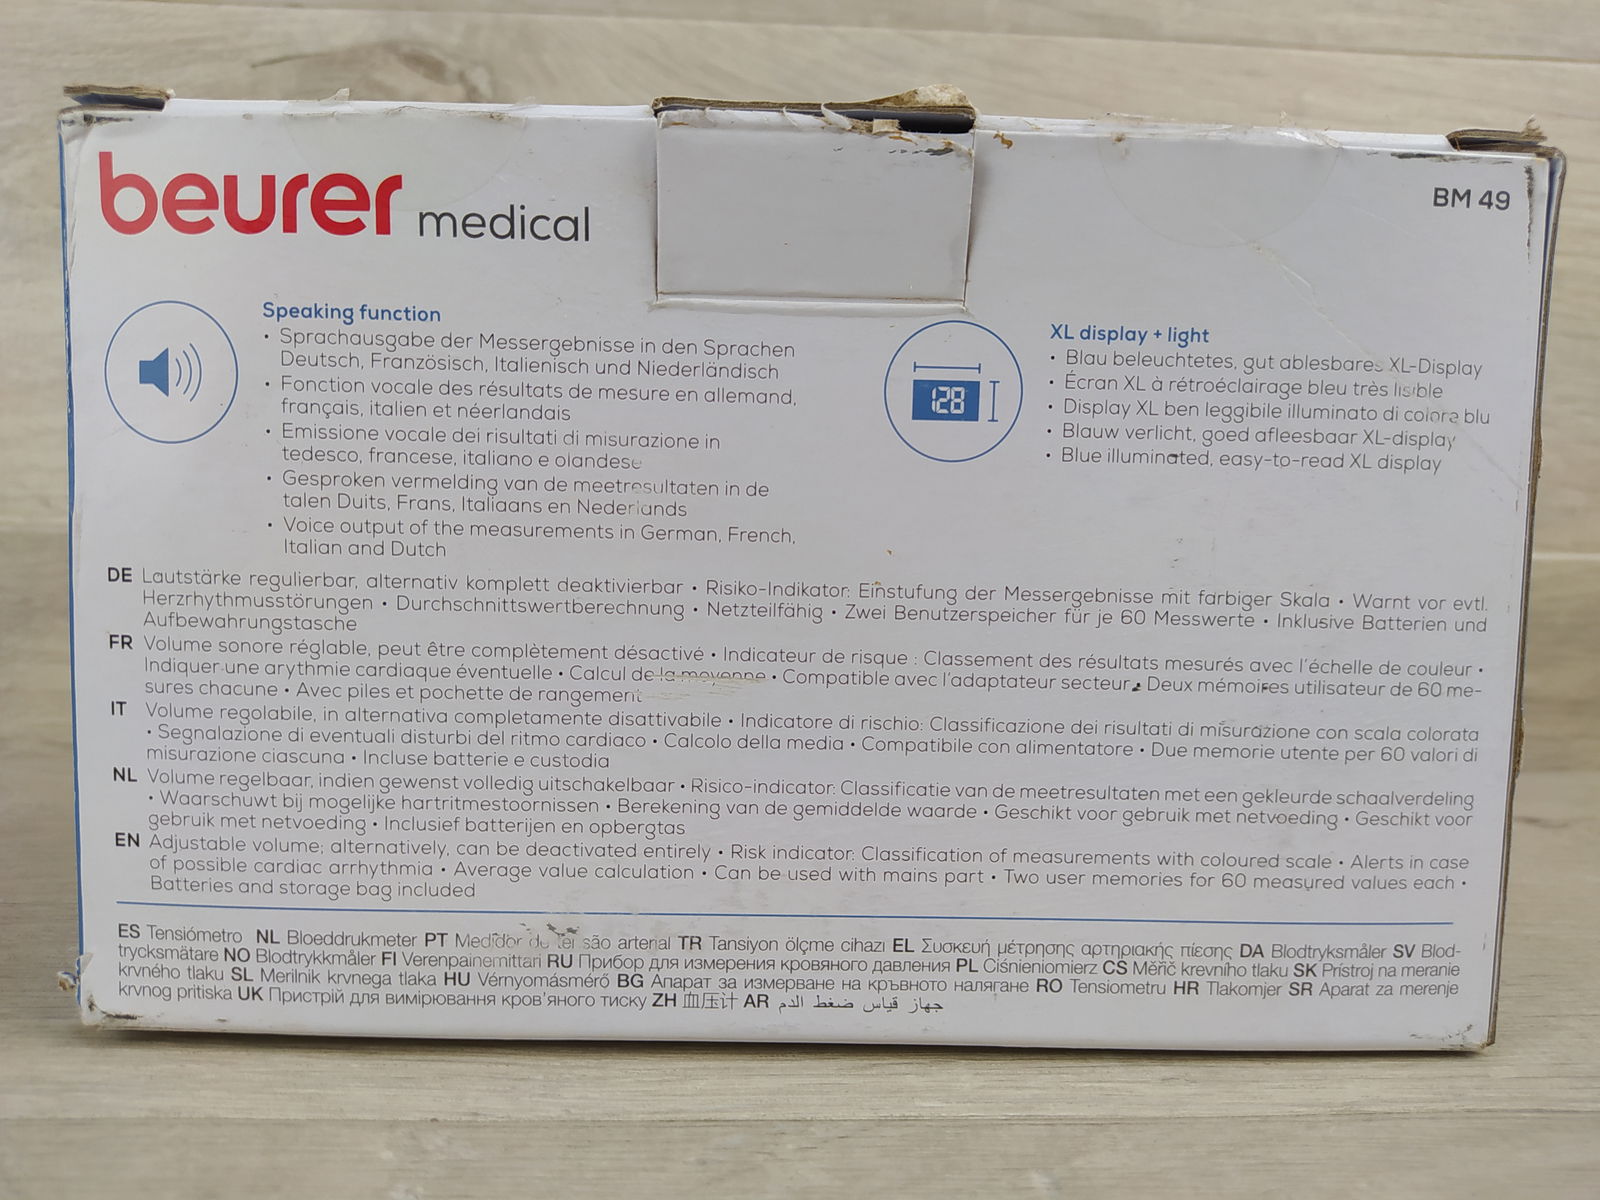 beurer medical
BM 49
Speaking function
• Sprachausgabe der Messergebnisse in den Sprachen
Deutsch, Französisch, Italienisch und Niederländisch
• Fonction vocale des résultats de mesure en allemand,
français, italien et néerlandais
• Emissione vocale dei risultati di misurazione in
tedesco, francese, italiano e olandese
• Gesproken vermelding van de meetresultaten in de
talen Duits, Frans, Italiaans en Nederlands
• Voice output of the measurements in German, French,
Italian and Dutch
128
XL display + light
• Blau beleuchtetes, gut ablesbares XL-Display
• Écran XL à rétroéclairage bleu très lisible
• Display XL ben leggibile illuminato di colore blu
• Blauw verlicht, goed afleesbaar XL-display
• Blue illuminated, easy-to-read XL display
DE Lautstärke regulierbar, alternativ komplett deaktivierbar • Risiko-Indikator: Einstufung der Messergebnisse mit farbiger Skala • Warnt vor evtl.
Herzrhythmusstörungen • Durchschnittswertberechnung • Netzteilfähig • Zwei Benutzerspeicher für je 60 Messwerte • Inklusive Batterien und
Aufbewahrungstasche
FR Volume sonore réglable, peut être complètement désactivé • Indicateur de risque : Classement des résultats mesurés avec l'échelle de couleur •
Indiquer une arythmie cardiaque éventuelle • Calcul de la moyenne • Compatible avec l'adaptateur secteur • Deux mémoires utilisateur de 60 me-
sures chacune • Avec piles et pochette de rangement
IT Volume regolabile, in alternativa completamente disattivabile • Indicatore di rischio: Classificazione dei risultati di misurazione con scala colorata
• Segnalazione di eventuali disturbi del ritmo cardiaco • Calcolo della media • Compatibile con alimentatore • Due memorie utente per 60 valori di
misurazione ciascuna • Incluse batterie e custodia
NL Volume regelbaar, indien gewenst volledig uitschakelbaar • Risico-indicator: Classificatie van de meetresultaten met een gekleurde schaalverdeling
• Waarschuwt bij mogelijke hartritmestoornissen • Berekening van de gemiddelde waarde • Geschikt voor gebruik met netvoeding • Geschikt voor
gebruik met netvoeding • Inclusief batterijen en opbergtas
EN Adjustable volume; alternatively, can be deactivated entirely • Risk indicator: Classification of measurements with coloured scale • Alerts in case
of possible cardiac arrhythmia • Average value calculation • Can be used with mains part • Two user memories for 60 measured values each •
Batteries and storage bag included
ES Tensiómetro NL Bloeddrukmeter PT Medidor de tensão arterial TR Tansiyon ölçme cihazı EL Συσκευή μέτρησης αρτηριακής πίεσης DA Blodtryksmåler SV Blod-
trycksmätare NO Blodtrykkmåler FI Verenpainemittari RU Прибор для измерения кровяного давления PL Ciśnieniomierz CS Měřič krevního tlaku SK Prístroj na meranie
krvného tlaku SL Merilnik krvnega tlaka HU Vérnyomásmérő BG Апарат за измерване на кръвното налягане RO Tensiometru HR Tlakomjer SR Aparat za merenje
krvnog pritiska UK Пристрій для вимірювання кров'яного тиску ZH 血压计 AR جهاز قياس ضغط الدم